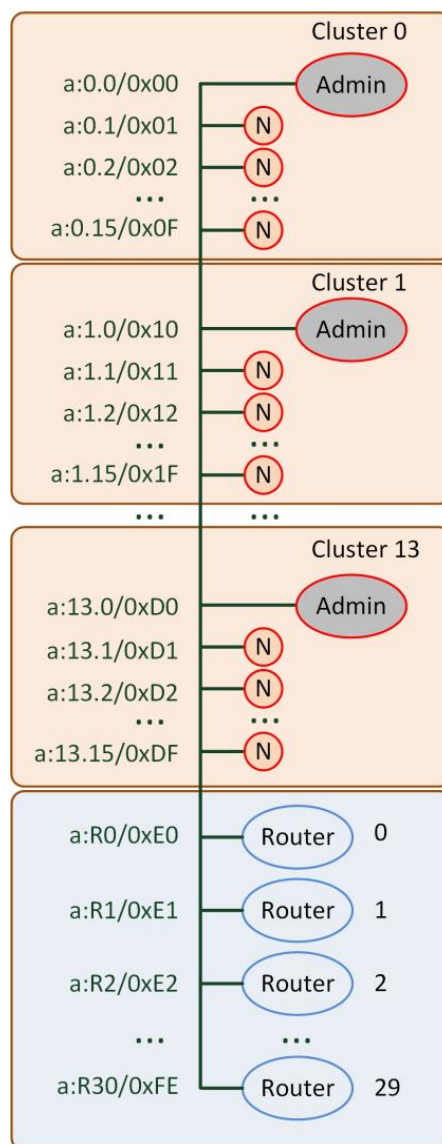 Cluster 0
a:0.0/0x00 Admin
a:0.1/0x01 N
a:0.2/0x02 N
... ...
a:0.15/0x0F N
Cluster 1
a:1.0/0x10 Admin
a:1.1/0x11 N
a:1.2/0x12 N
... ...
a:1.15/0x1F N
... ...
Cluster 13
a:13.0/0xD0 Admin
a:13.1/0xD1 N
a:13.2/0xD2 N
... ...
a:13.15/0xDF N
a:R0/0xE0 Router 0
a:R1/0xE1 Router 1
a:R2/0xE2 Router 2
... ...
a:R30/0xFE Router 29